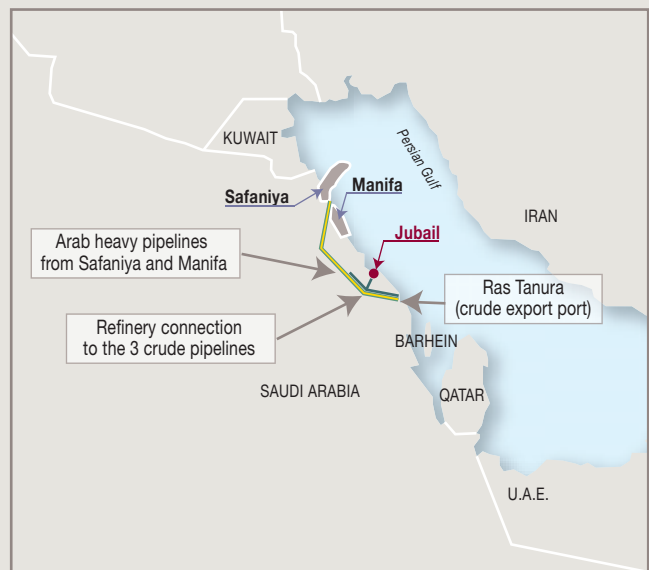 KUWAIT
Persian Gulf
Safaniya
Manifa
IRAN
Jubail
Arab heavy pipelines
from Safaniya and Manifa
Ras Tanura
(crude export port)
Refinery connection
to the 3 crude pipelines
BARHEIN
SAUDI ARABIA
QATAR
U.A.E.